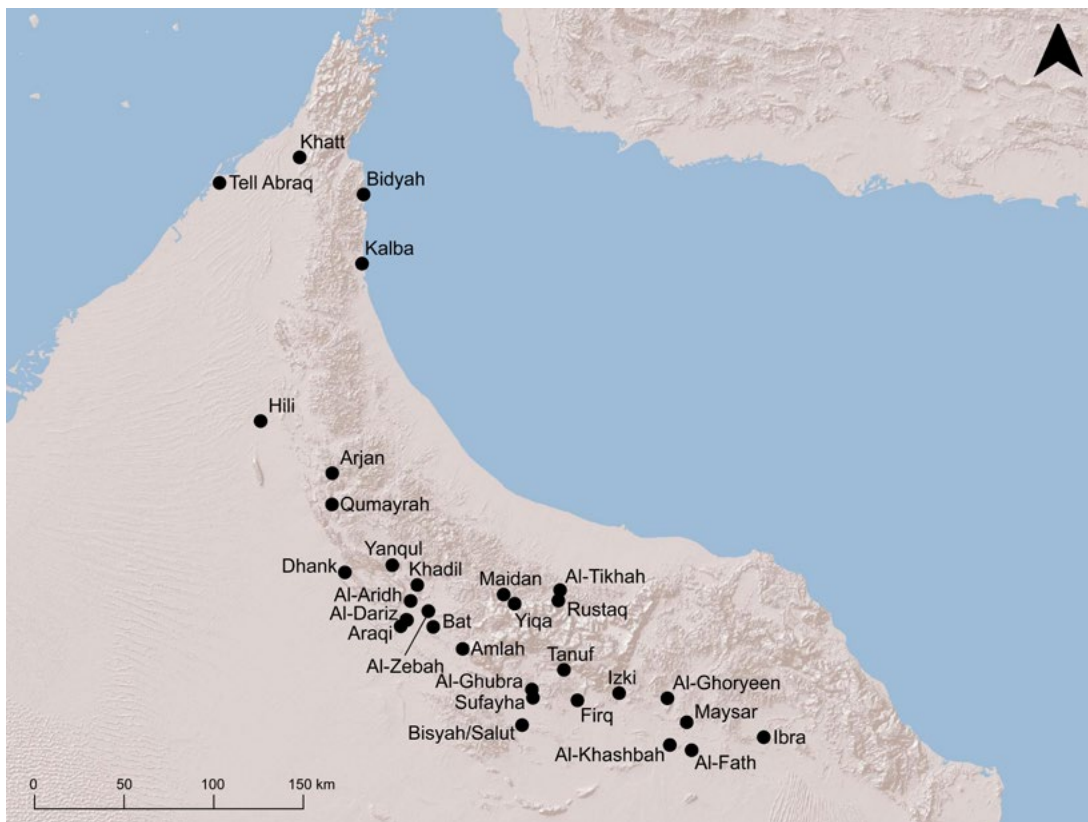 Khatt
Tell Abraq
Bidyah
Kalba
Hili
Arjan
Qumayrah
Yanqul
Dhank
Khadil
Maidan
Al-Tikhah
Al-Aridh
Yiqa
Rustaq
Al-Dariz
Araqi
Bat
Al-Zebah
Amlah
Tanuf
Al-Ghubra
Izki
Al-Ghoryeen
Sufayha
Firq
Maysar
Bisyah/Salut
Ibra
Al-Khashbah
Al-Fath
0 50 100 150 km